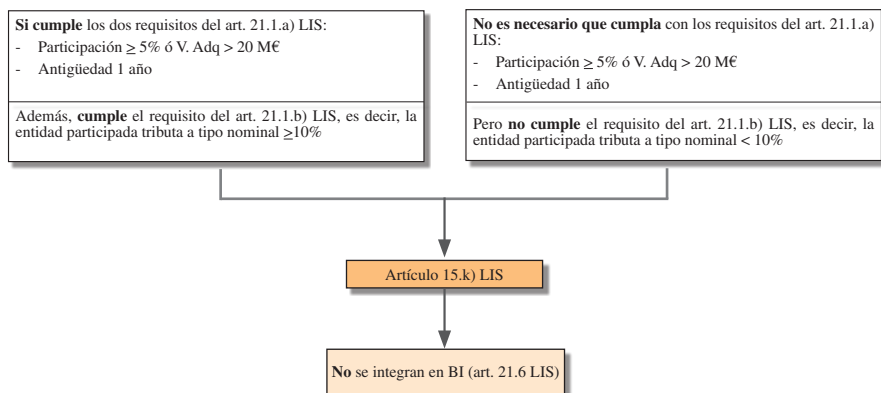 Si cumple los dos requisitos del art. 21.1.a) LIS:
- Participación ≥ 5% ó V. Adq > 20 M€
- Antigüedad 1 año
Además, cumple el requisito del art. 21.1.b) LIS, es decir, la
entidad participada tributa a tipo nominal ≥10%
No es necesario que cumpla con los requisitos del art. 21.1.a)
LIS:
- Participación ≥ 5% ó V. Adq > 20 M€
- Antigüedad 1 año
Pero no cumple el requisito del art. 21.1.b) LIS, es decir, la
entidad participada tributa a tipo nominal < 10%
Artículo 15.k) LIS
No se integran en BI (art. 21.6 LIS)